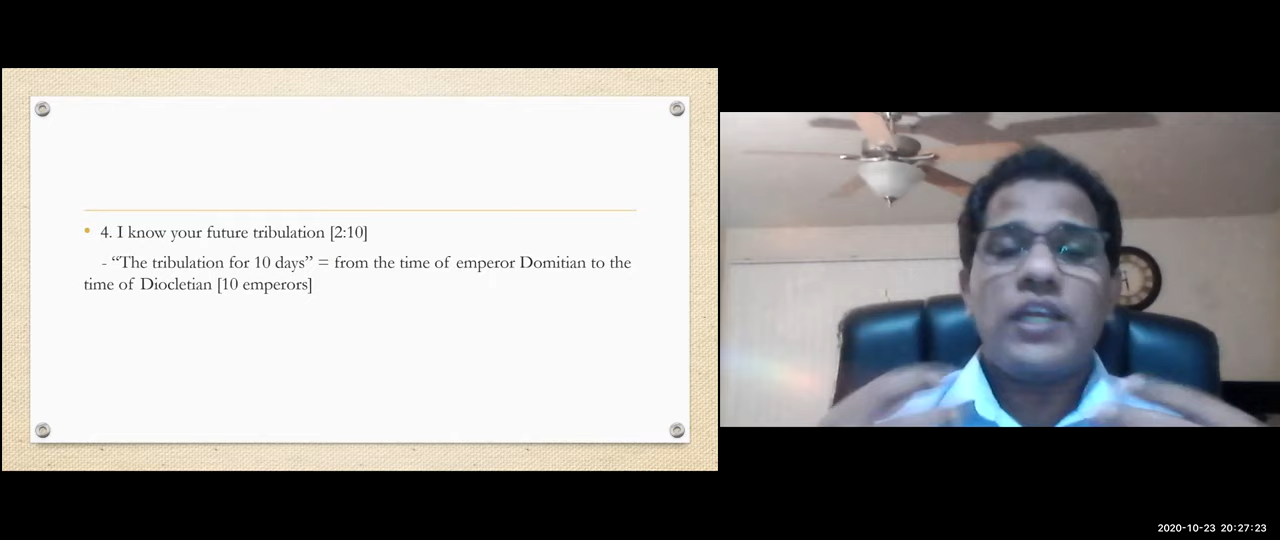 • 4. I know your future tribulation [2:10]
- “The tribulation for 10 days” = from the time of emperor Domitian to the
time of Diocletian [10 emperors]
2020-10-23 20:27:23